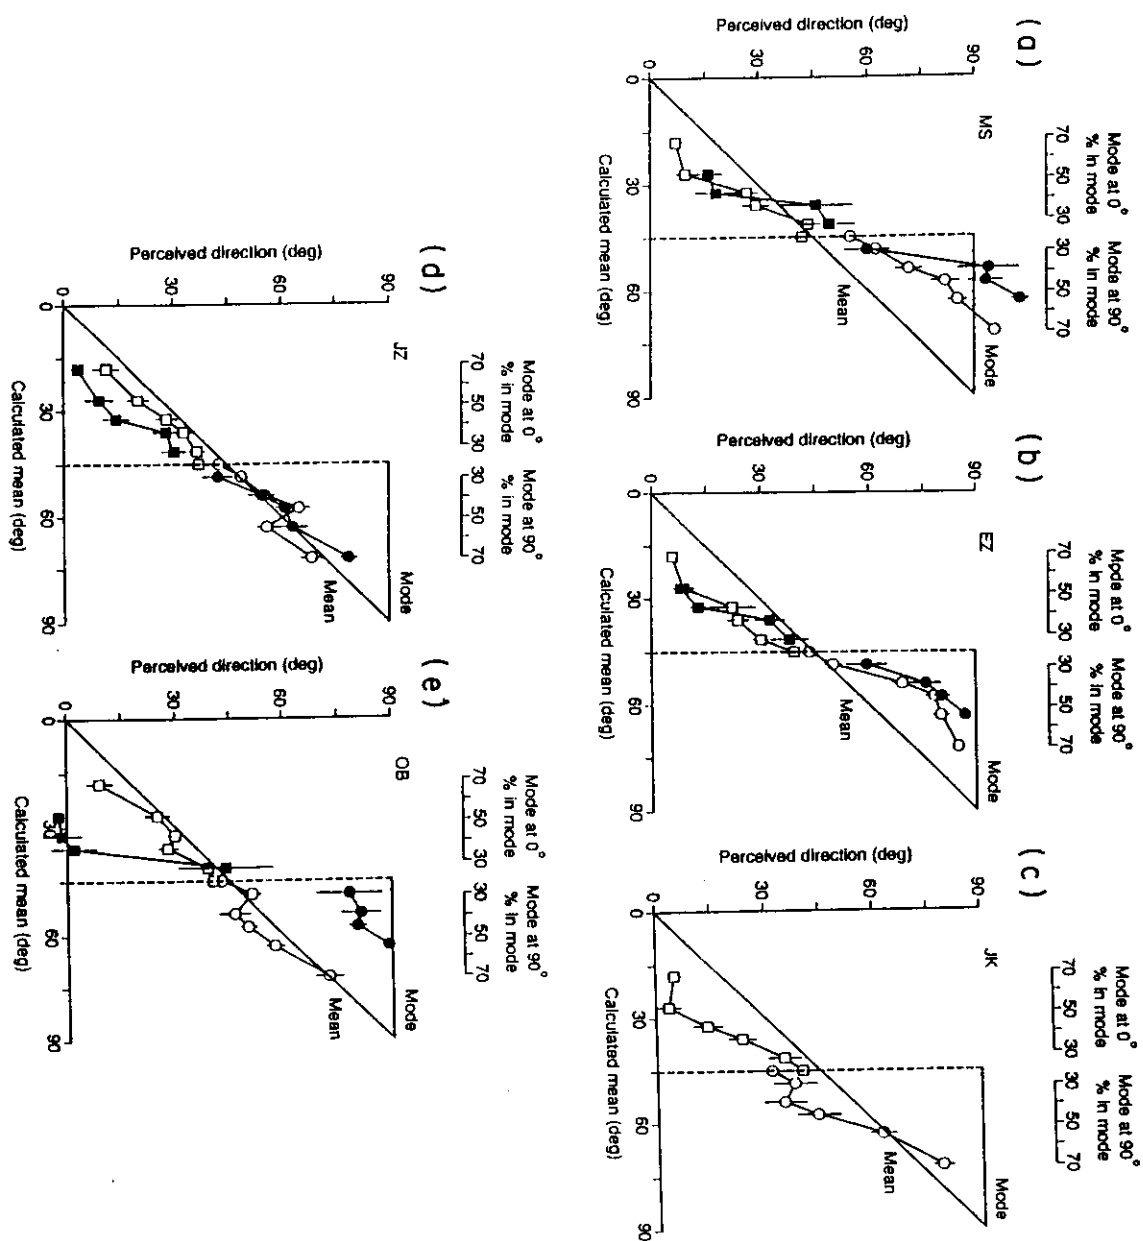 (a)
Mode at 0°
% in mode
70 50 30
Mode at 90°
% in mode
30 50 70
Perceived direction (deg)
90
60
30
0
MS
Mode
Mean
0 30 60 90
Calculated mean (deg)
(b)
Mode at 0°
% in mode
70 50 30
Mode at 90°
% in mode
30 50 70
Perceived direction (deg)
90
60
30
0
EZ
Mode
Mean
0 30 60 90
Calculated mean (deg)
(c)
Mode at 0°
% in mode
70 50 30
Mode at 90°
% in mode
30 50 70
Perceived direction (deg)
90
60
30
0
JK
Mode
Mean
0 30 60 90
Calculated mean (deg)
(d)
Mode at 0°
% in mode
70 50 30
Mode at 90°
% in mode
30 50 70
Perceived direction (deg)
90
60
30
0
JZ
Mode
Mean
0 30 60 90
Calculated mean (deg)
(e)
Mode at 0°
% in mode
70 50 30
Mode at 90°
% in mode
30 50 70
Perceived direction (deg)
90
60
30
0
OB
Mode
Mean
0 30 60 90
Calculated mean (deg)